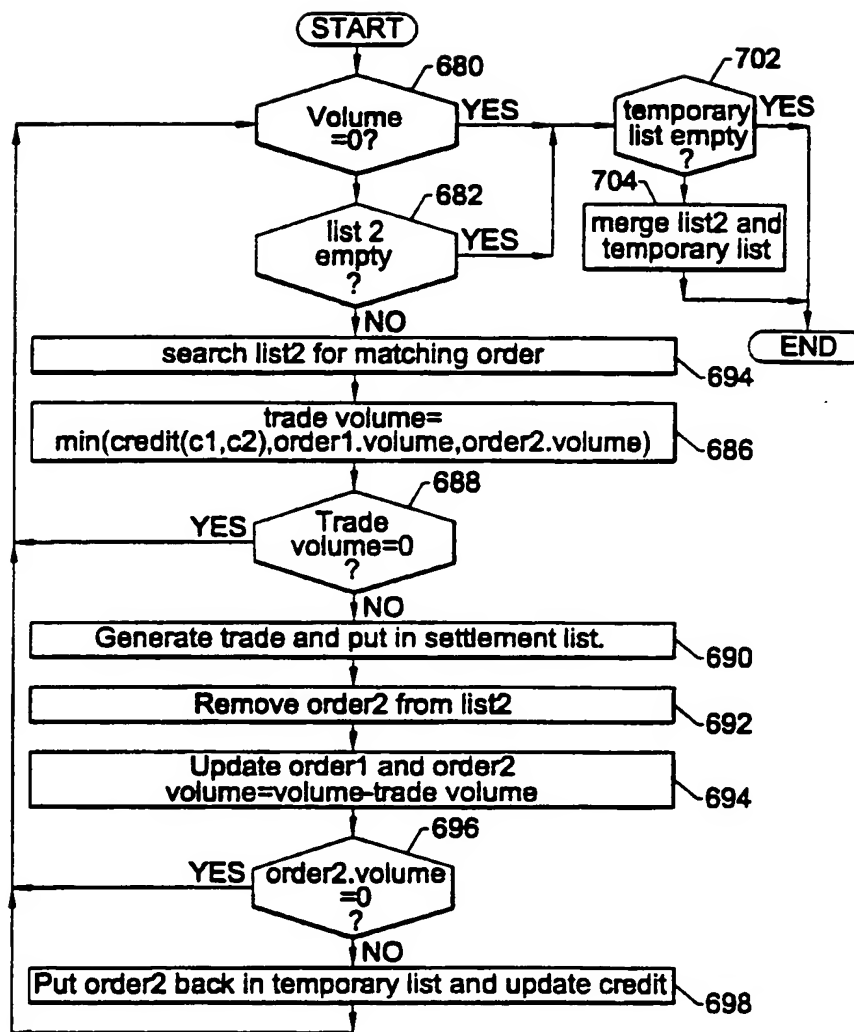 START
680
Volume
=0?
YES
702
temporary
list empty
?
YES
682
list 2
empty
?
YES
704
merge list2 and
temporary list
NO
END
search list2 for matching order
694
trade volume=
min(credit(c1,c2),order1.volume,order2.volume)
686
688
YES
Trade
volume=0
?
NO
Generate trade and put in settlement list.
690
Remove order2 from list2
692
Update order1 and order2
volume=volume-trade volume
694
696
YES
order2.volume
=0
?
NO
Put order2 back in temporary list and update credit
698